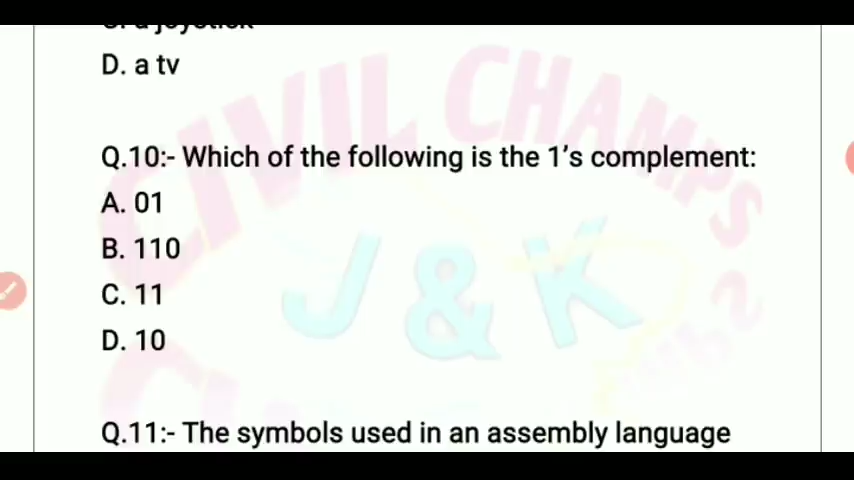 D. a tv
Q.10:- Which of the following is the 1’s complement:
A. 01
B. 110
C. 11
D. 10
Q.11:- The symbols used in an assembly language
CIVIL CHAMPS
J & K